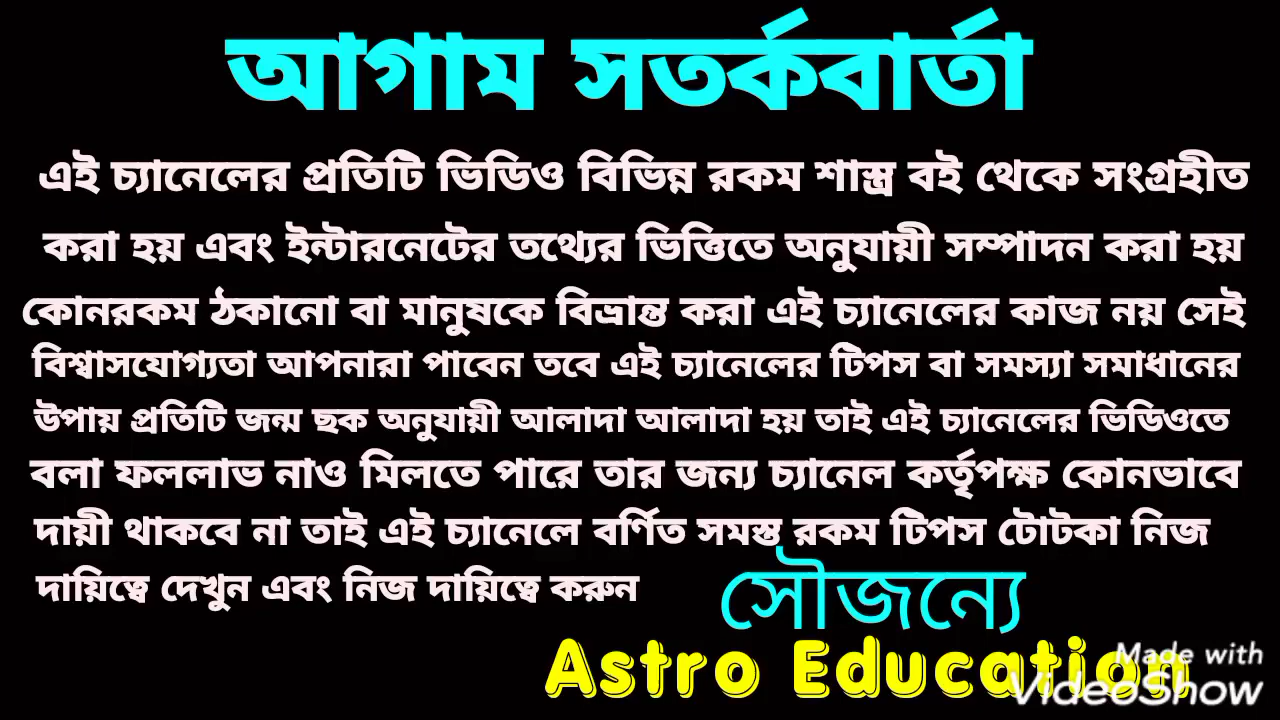 আগাম সতর্কবার্তা
এই চ্যানেলের প্রতিটি ভিডিও বিভিন্ন রকম শাস্ত্র বই থেকে সংগ্রহীত
করা হয় এবং ইন্টারনেটের তথ্যের ভিত্তিতে অনুযায়ী সম্পাদন করা হয়
কোনরকম ঠকানো বা মানুষকে বিভ্রান্ত করা এই চ্যানেলের কাজ নয় সেই
বিশ্বাসযোগ্যতা আপনারা পাবেন তবে এই চ্যানেলের টিপস বা সমস্যা সমাধানের
উপায় প্রতিটি জন্ম ছক অনুযায়ী আলাদা আলাদা হয় তাই এই চ্যানেলের ভিডিওতে
বলা ফললাভ নাও মিলতে পারে তার জন্য চ্যানেল কর্তৃপক্ষ কোনভাবে
দায়ী থাকবে না তাই এই চ্যানেলে বর্ণিত সমস্ত রকম টিপস টোটকা নিজ
দায়িত্বে দেখুন এবং নিজ দায়িত্বে করুন
সৌজন্যে
Astro Education
Made with
VideoShow